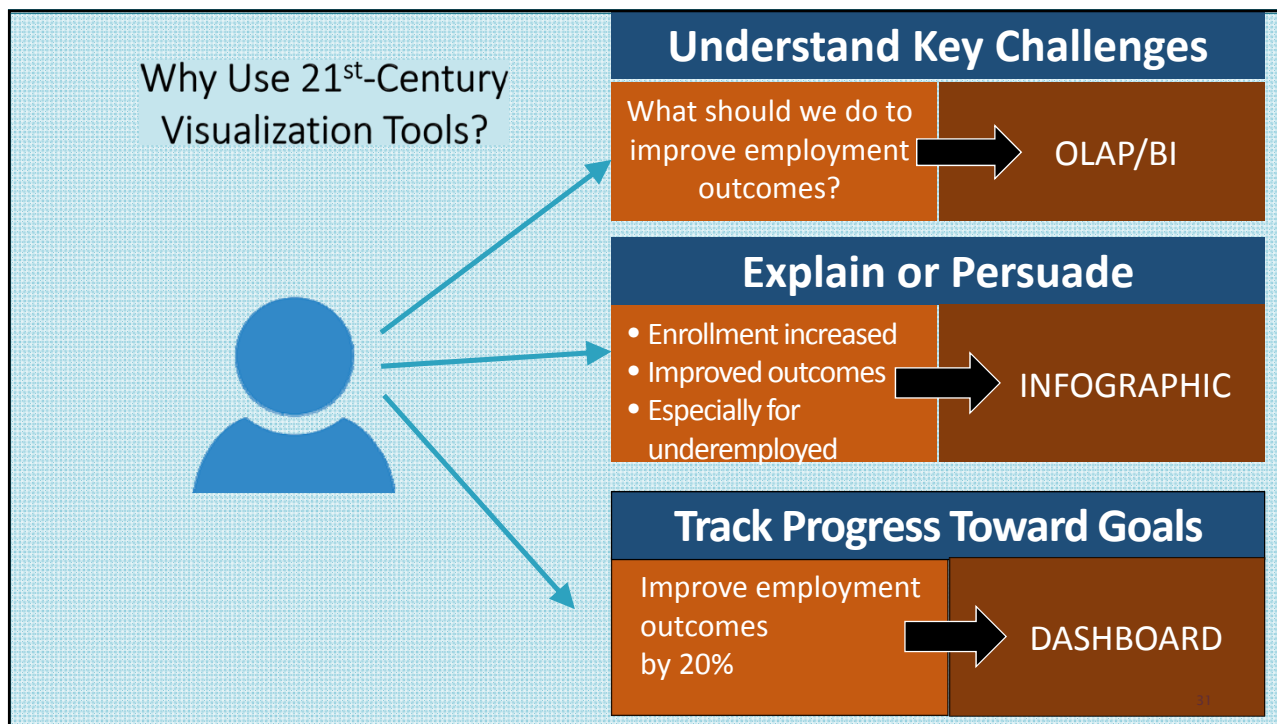 Why Use 21st-Century
Visualization Tools?
Understand Key Challenges
What should we do to
improve employment
outcomes?
OLAP/BI
Explain or Persuade
• Enrollment increased
• Improved outcomes
• Especially for
underemployed
INFOGRAPHIC
Track Progress Toward Goals
Improve employment
outcomes
by 20%
DASHBOARD
31